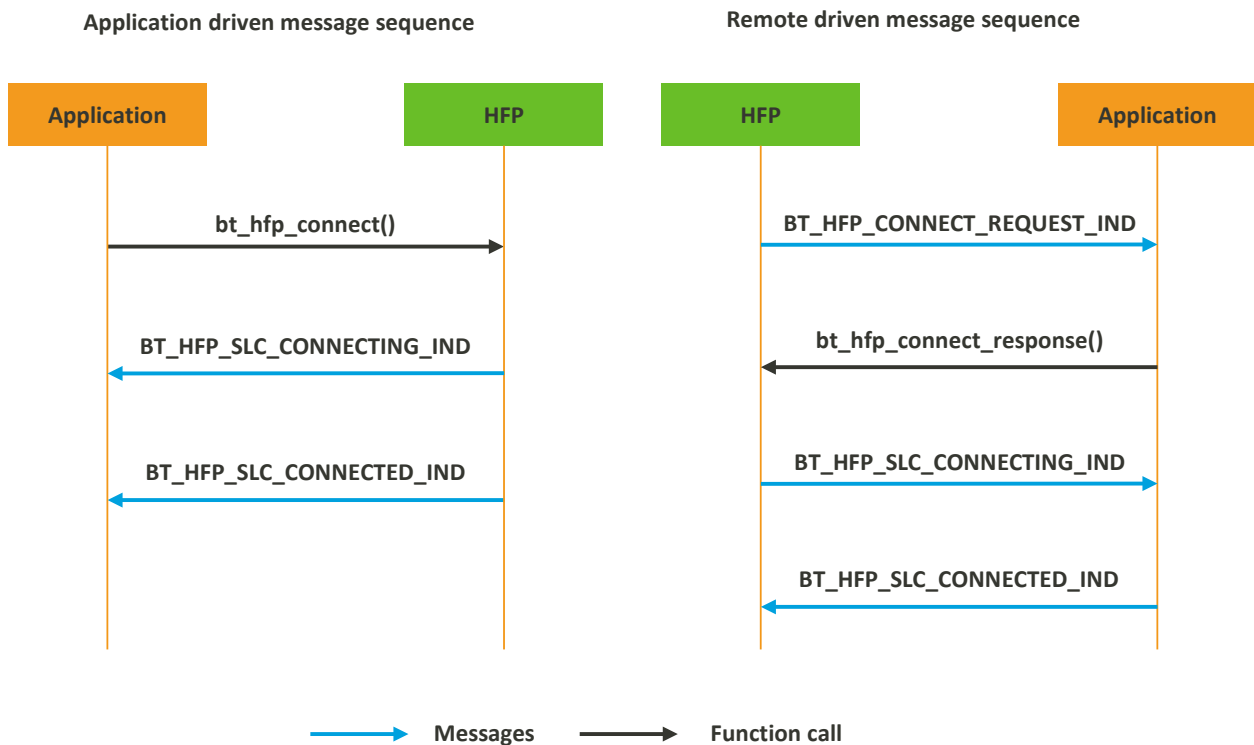 Application driven message sequence
Remote driven message sequence
Application
HFP
HFP
Application
bt_hfp_connect()
BT_HFP_CONNECT_REQUEST_IND
BT_HFP_SLC_CONNECTING_IND
bt_hfp_connect_response()
BT_HFP_SLC_CONNECTED_IND
BT_HFP_SLC_CONNECTING_IND
BT_HFP_SLC_CONNECTED_IND
Messages
Function call